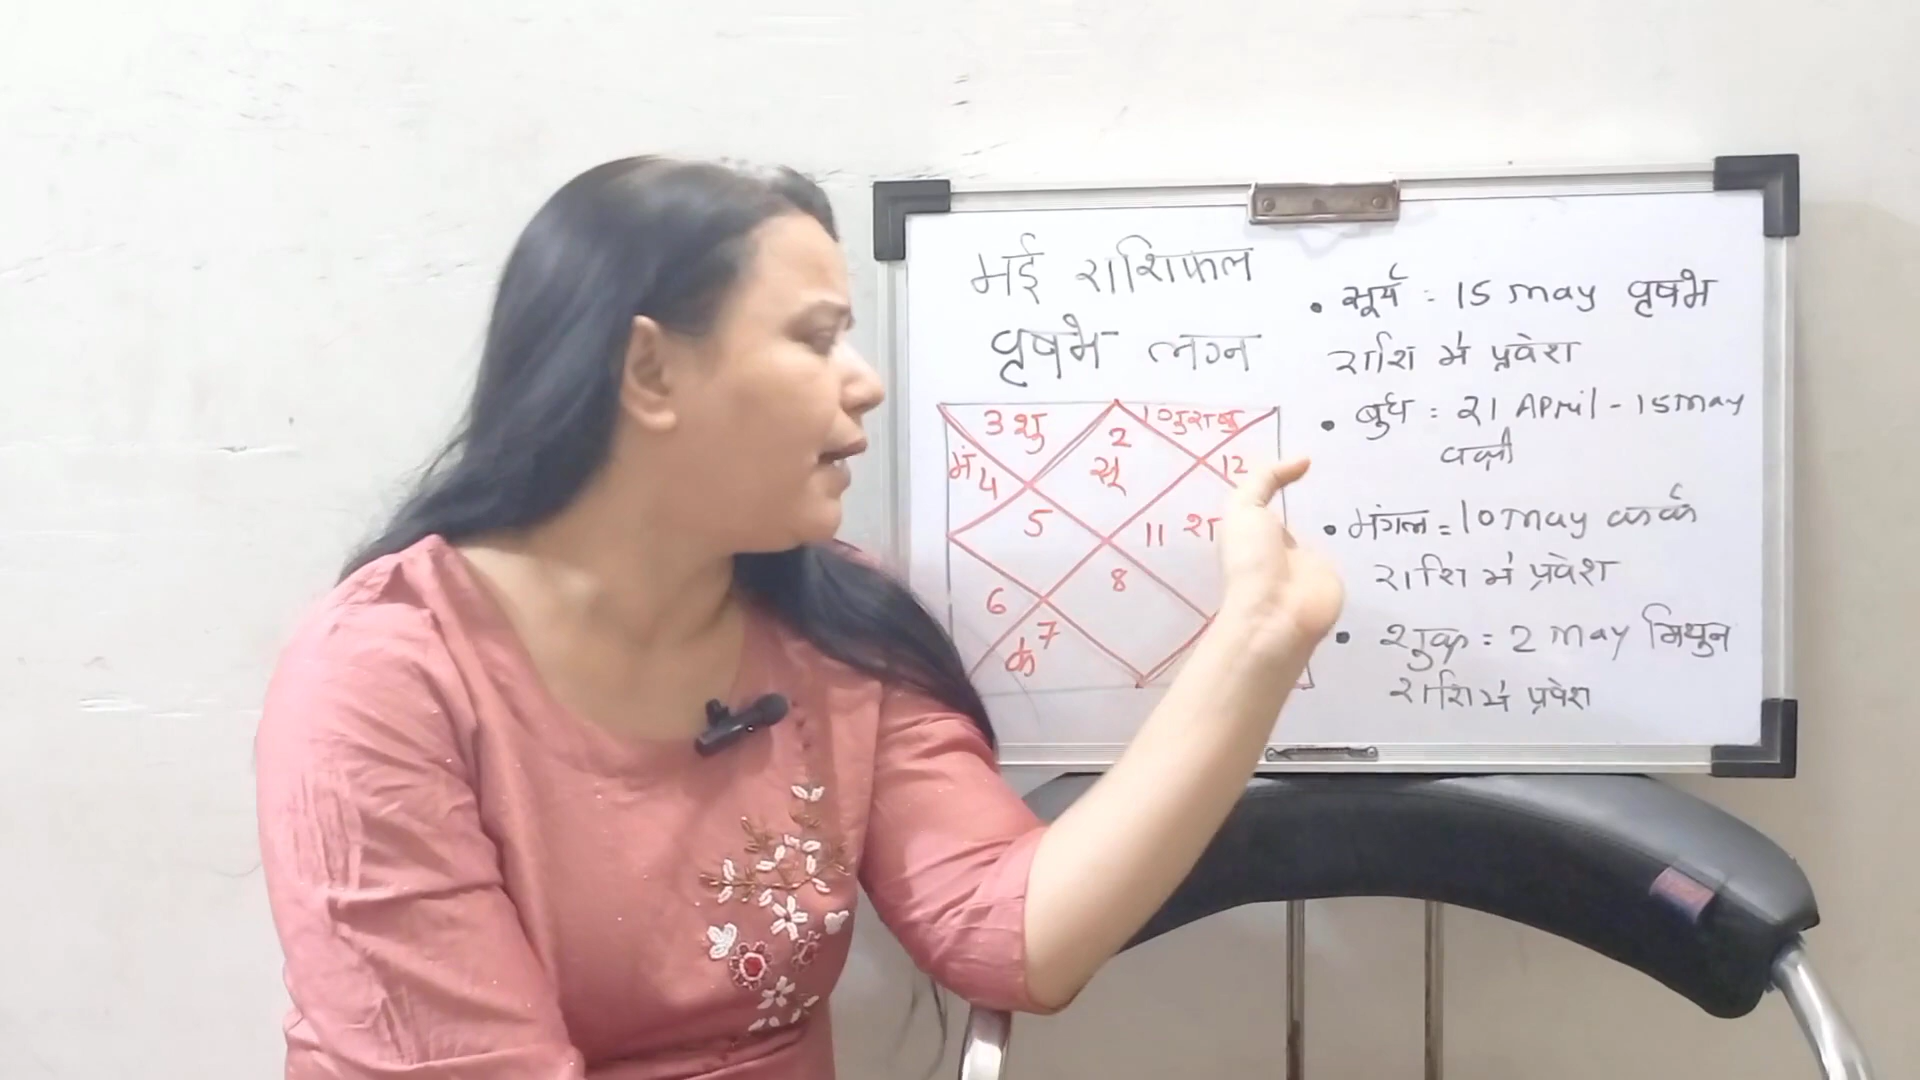 मई राशिफल
वृषभ लग्न
3 शु
2
सू
10 गु रा बु
12
मं
4
5
11 श
6
8
7
के
• सूर्य : 15 may वृषभ
राशि में प्रवेश
• बुध : 21 April - 15 may
वक्री
• मंगल = 10 may कर्क
राशि में प्रवेश
• शुक्र : 2 may मिथुन
राशि में प्रवेश